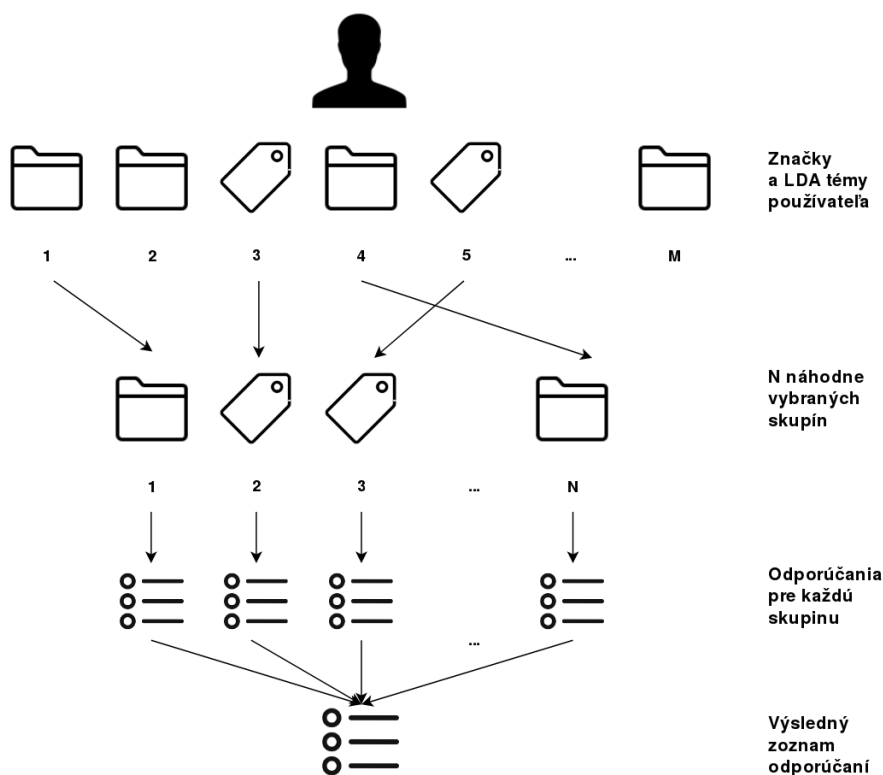 Značky
a LDA témy
používateľa
1 2 3 4 5 ... M
N náhodne
vybraných
skupín
1 2 3 ... N
Odporúčania
pre každú
skupinu
...
Výsledný
zoznam
odporúčaní